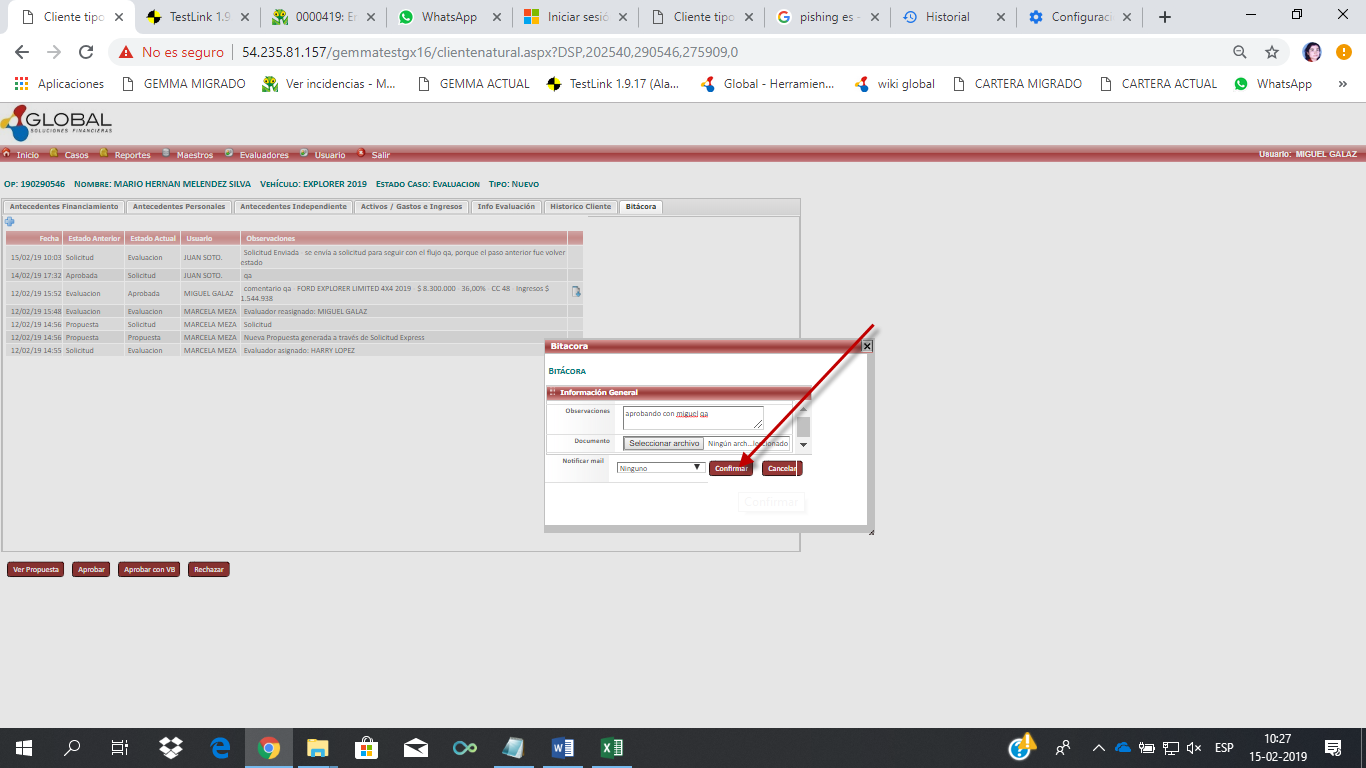 Cliente tipo
TestLink 1.9
0000419: Er
WhatsApp
Iniciar sesió
Cliente tipo
pishing es -
Historial
Configuraci
No es seguro | 54.235.81.157/gemmatestgx16/clientenatural.aspx?DSP,202540,290546,275909,0
Aplicaciones GEMMA MIGRADO Ver incidencias - M... GEMMA ACTUAL TestLink 1.9.17 (Ala... Global - Herramien... wiki global CARTERA MIGRADO CARTERA ACTUAL WhatsApp »
GLOBAL
SOLUCIONES FINANCIERAS
Inicio Casos Reportes Maestros Evaluadores Usuario Salir Usuario: MIGUEL GALAZ
OP: 190290546 NOMBRE: MARIO HERNAN MELENDEZ SILVA VEHÍCULO: EXPLORER 2019 ESTADO CASO: EVALUACION TIPO: NUEVO
Antecedentes Financiamiento Antecedentes Personales Antecedentes Independiente Activos / Gastos e Ingresos Info Evaluación Historico Cliente Bitácora
Fecha Estado Anterior Estado Actual Usuario Observaciones
15/02/19 10:03 Solicitud Evaluacion JUAN SOTO. Solicitud Enviada - se envia a solicitud para seguir con el flujo qa, porque el paso anterior fue volver
estado
14/02/19 17:32 Aprobada Solicitud JUAN SOTO. qa
12/02/19 15:52 Evaluacion Aprobada MIGUEL GALAZ comentario qa - FORD EXPLORER LIMITED 4X4 2019 - $ 8.300.000 - 36,00% - CC 48 - Ingresos $
1.544.938
12/02/19 15:48 Evaluacion Evaluacion MARCELA MEZA Evaluador reasignado: MIGUEL GALAZ
12/02/19 14:56 Propuesta Solicitud MARCELA MEZA Solicitud
12/02/19 14:56 Propuesta Propuesta MARCELA MEZA Nueva Propuesta generada a través de Solicitud Express
12/02/19 14:55 Solicitud Evaluacion MARCELA MEZA Evaluador asignado: HARRY LOPEZ
Bitacora
BITÁCORA
Información General
Observaciones aprobando con miguel qa
Documento Seleccionar archivo Ningún arch...leccionado
Notificar mail Ninguno Confirmar Cancelar
Confirmar
Ver Propuesta Aprobar Aprobar con VB Rechazar
ESP
10:27
15-02-2019